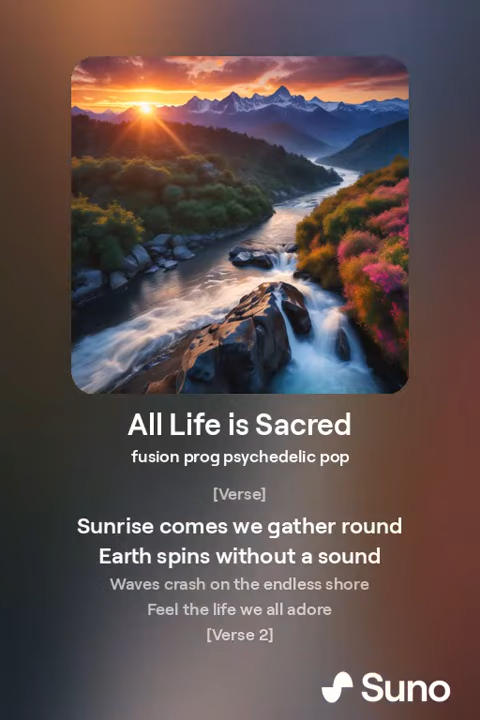 All Life is Sacred
fusion prog psychedelic pop
[Verse]
Sunrise comes we gather round
Earth spins without a sound
Waves crash on the endless shore
Feel the life we all adore
[Verse 2]
Suno